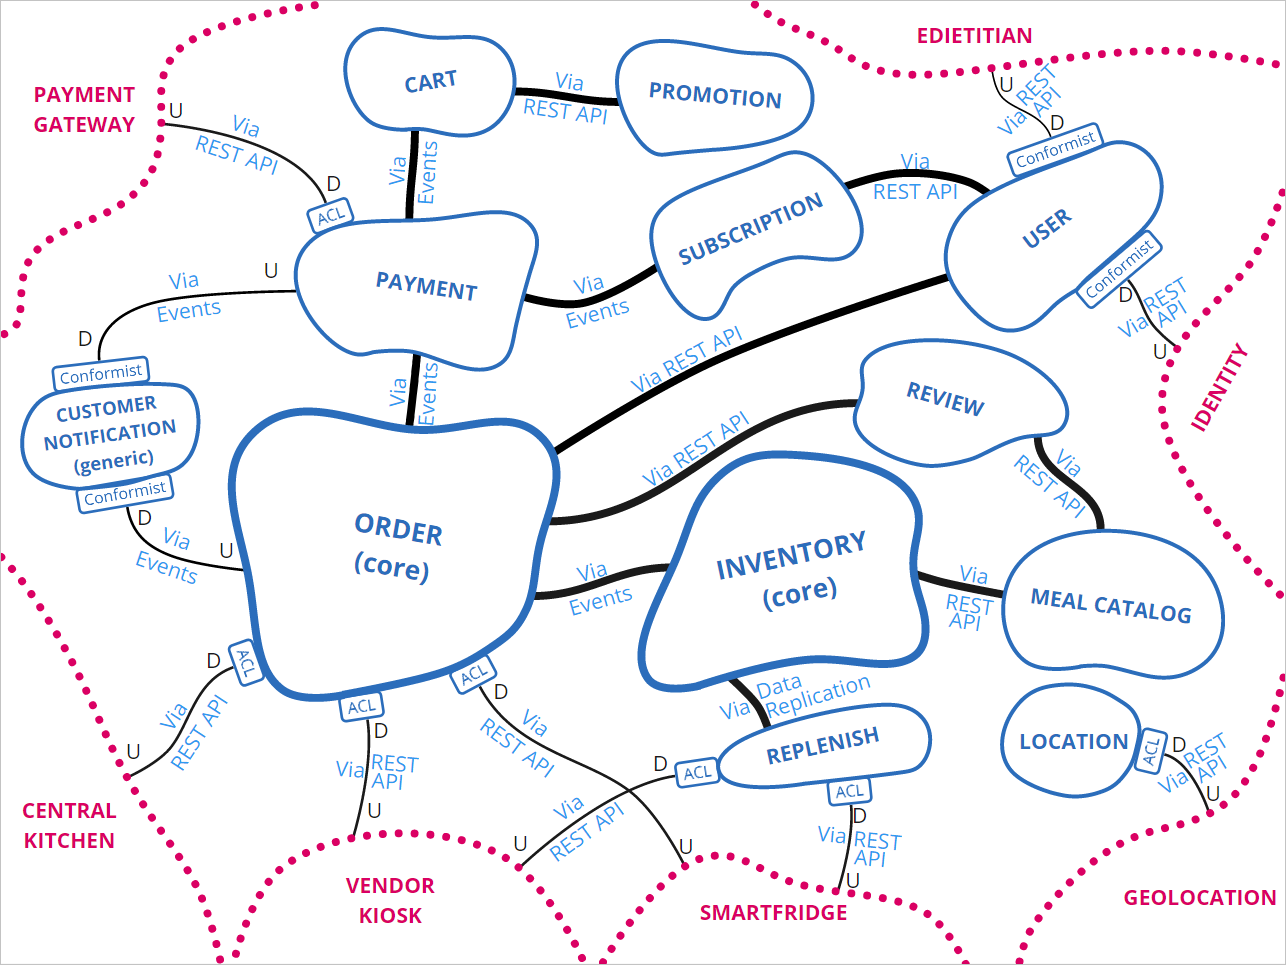 EDIETITIAN
PAYMENT
GATEWAY
CART
Via
REST API
PROMOTION
U
REST
Via API
D
Conformist
U
Via
REST API
D
ACL
Via
Events
Via
REST API
SUBSCRIPTION
USER
Conformist
D
REST
Via API
U
IDENTITY
PAYMENT
U
Via
Events
D
Via
Events
Conformist
CUSTOMER
NOTIFICATION
(generic)
Conformist
D
Via
Events
U
Via
Events
Via REST API
Via REST API
REVIEW
Via
REST API
ORDER
(core)
Via
Events
INVENTORY
(core)
Via
REST
API
MEAL CATALOG
ACL
D
Via
REST API
U
CENTRAL
KITCHEN
ACL
D
Via REST
API
U
ACL
D
Via
REST API
U
Via Data
Replication
REPLENISH
ACL
D
Via
REST API
U
ACL
D
Via REST
API
U
LOCATION
ACL
D
REST
Via API
U
VENDOR
KIOSK
SMARTFRIDGE
GEOLOCATION